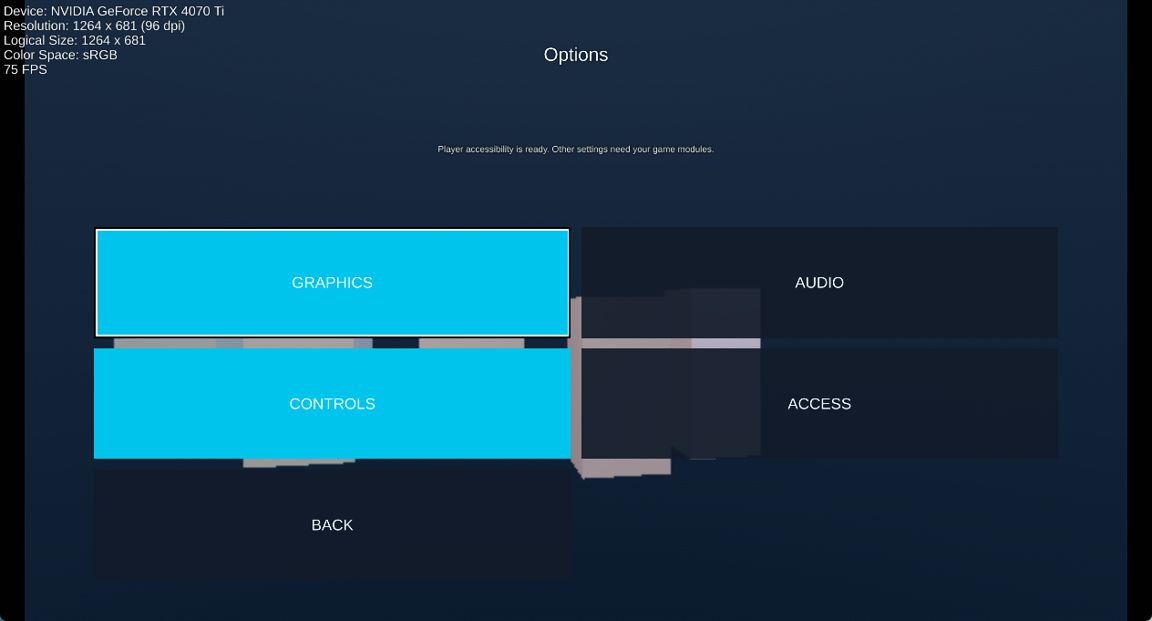 Device: NVIDIA GeForce RTX 4070 Ti
Resolution: 1264 x 681 (96 dpi)
Logical Size: 1264 x 681
Color Space: sRGB
75 FPS
Options
Player accessibility is ready. Other settings need your game modules.
GRAPHICS
AUDIO
CONTROLS
ACCESS
BACK